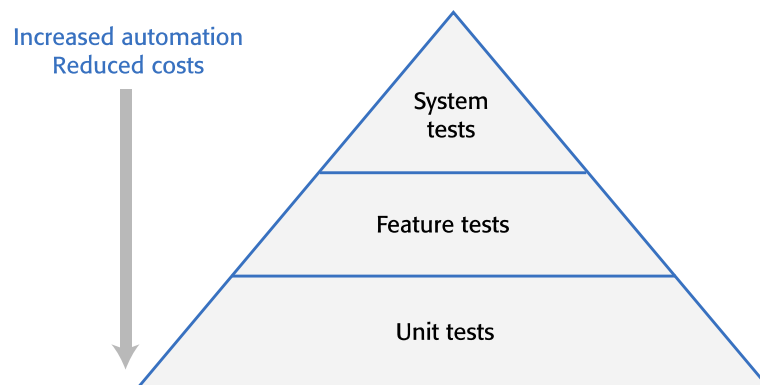 Increased automation
Reduced costs
System
tests
Feature tests
Unit tests